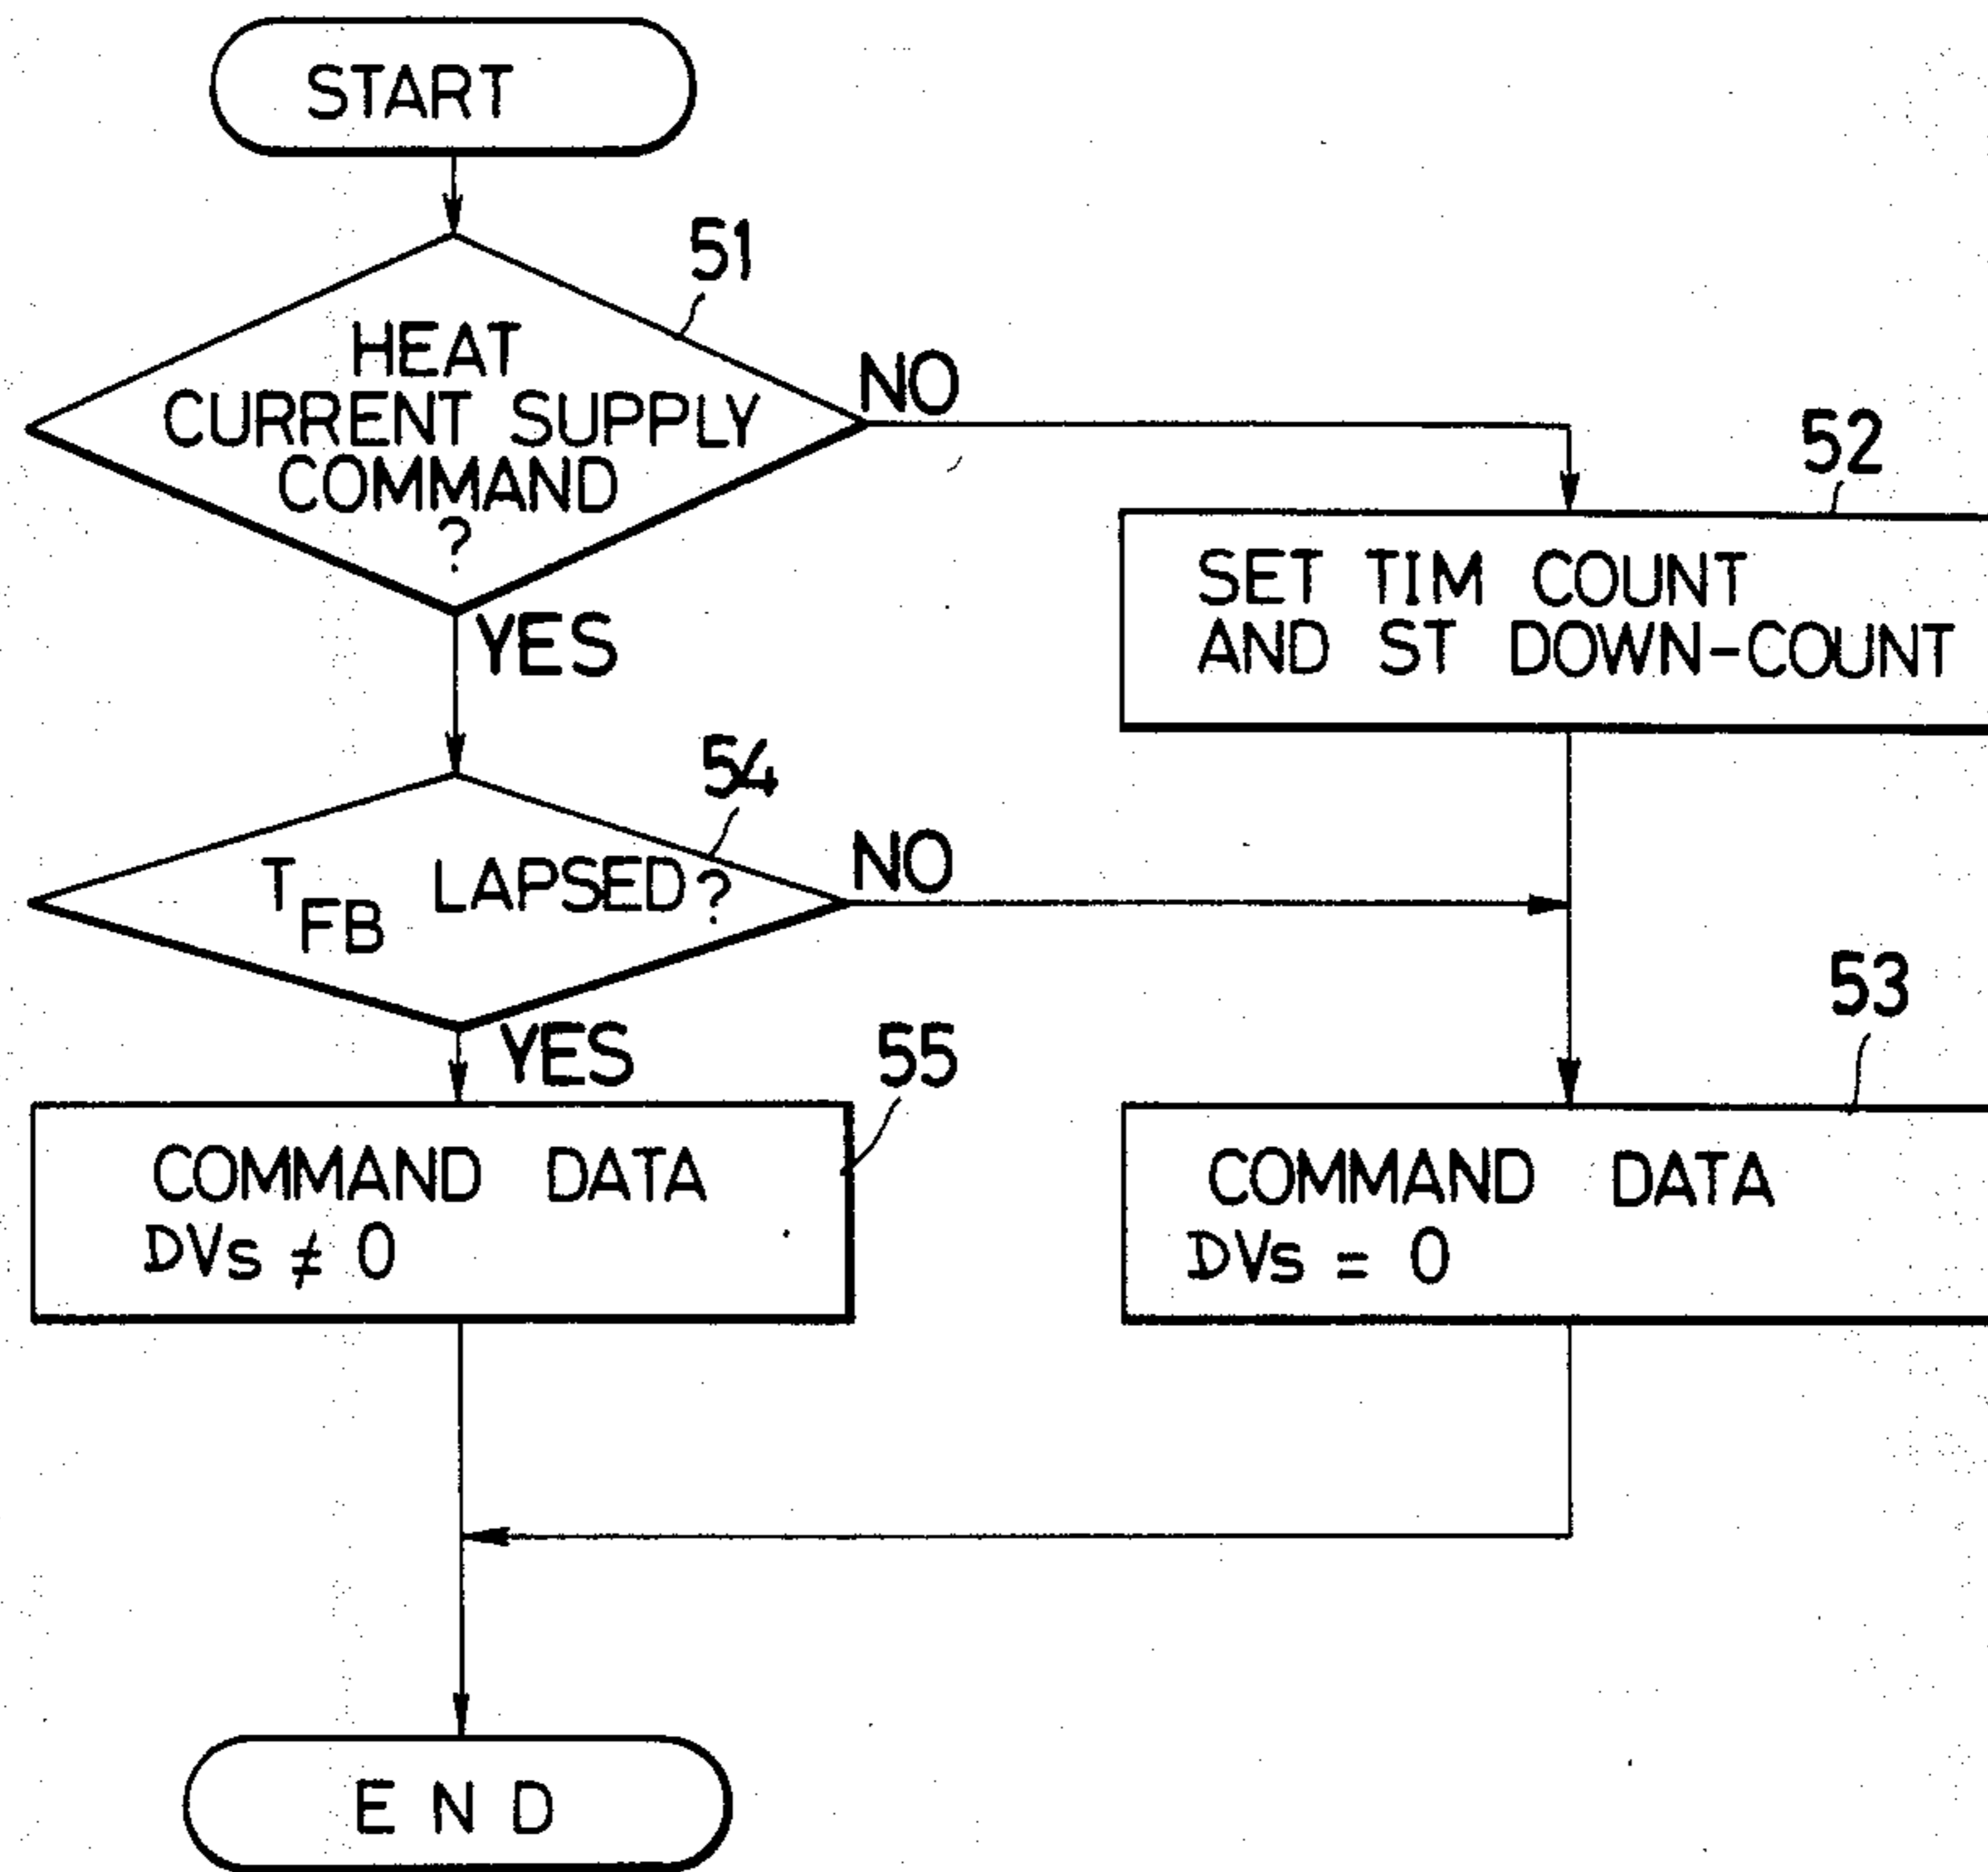 START
51
HEAT
CURRENT SUPPLY
COMMAND
?
NO
YES
52
SET TIM COUNT
AND ST DOWN-COUNT
54
T FB LAPSED?
NO
YES
55
COMMAND DATA
DVs ≠ 0
53
COMMAND DATA
DVs = 0
END